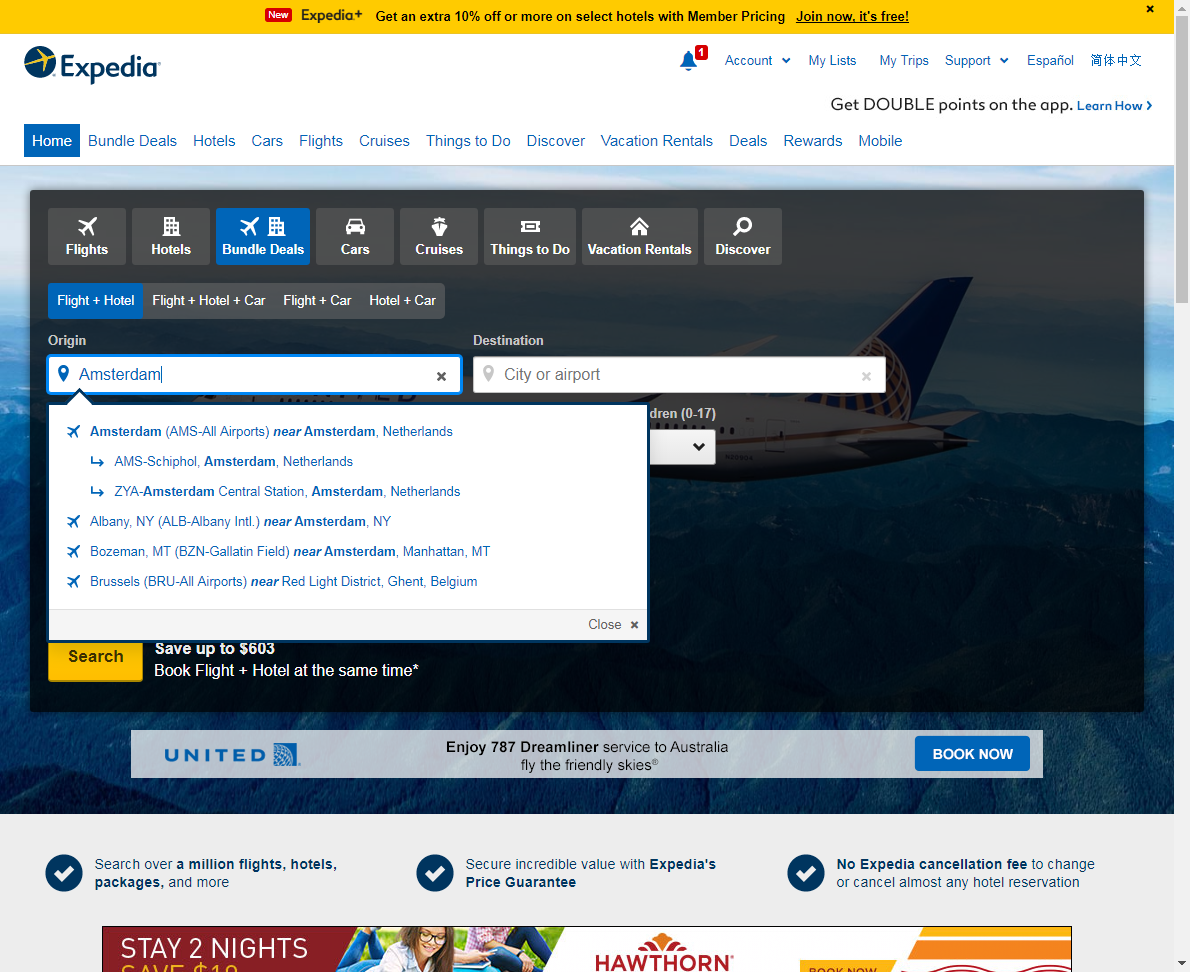 New Expedia+ Get an extra 10% off or more on select hotels with Member Pricing Join now, it's free!
Expedia
1
Account My Lists My Trips Support Español 简体中文
Get DOUBLE points on the app. Learn How
Home Bundle Deals Hotels Cars Flights Cruises Things to Do Discover Vacation Rentals Deals Rewards Mobile
Flights Hotels Bundle Deals Cars Cruises Things to Do Vacation Rentals Discover
Flight + Hotel Flight + Hotel + Car Flight + Car Hotel + Car
Origin Destination
Amsterdam City or airport
dren (0-17)
Amsterdam (AMS-All Airports) near Amsterdam, Netherlands
AMS-Schiphol, Amsterdam, Netherlands
ZYA-Amsterdam Central Station, Amsterdam, Netherlands
Albany, NY (ALB-Albany Intl.) near Amsterdam, NY
Bozeman, MT (BZN-Gallatin Field) near Amsterdam, Manhattan, MT
Brussels (BRU-All Airports) near Red Light District, Ghent, Belgium
Close
Search
Save up to $603
Book Flight + Hotel at the same time*
UNITED
Enjoy 787 Dreamliner service to Australia
fly the friendly skies®
BOOK NOW
Search over a million flights, hotels,
packages, and more
Secure incredible value with Expedia's
Price Guarantee
No Expedia cancellation fee to change
or cancel almost any hotel reservation
STAY 2 NIGHTS
SAVE $10
HAWTHORN
BOOK NOW